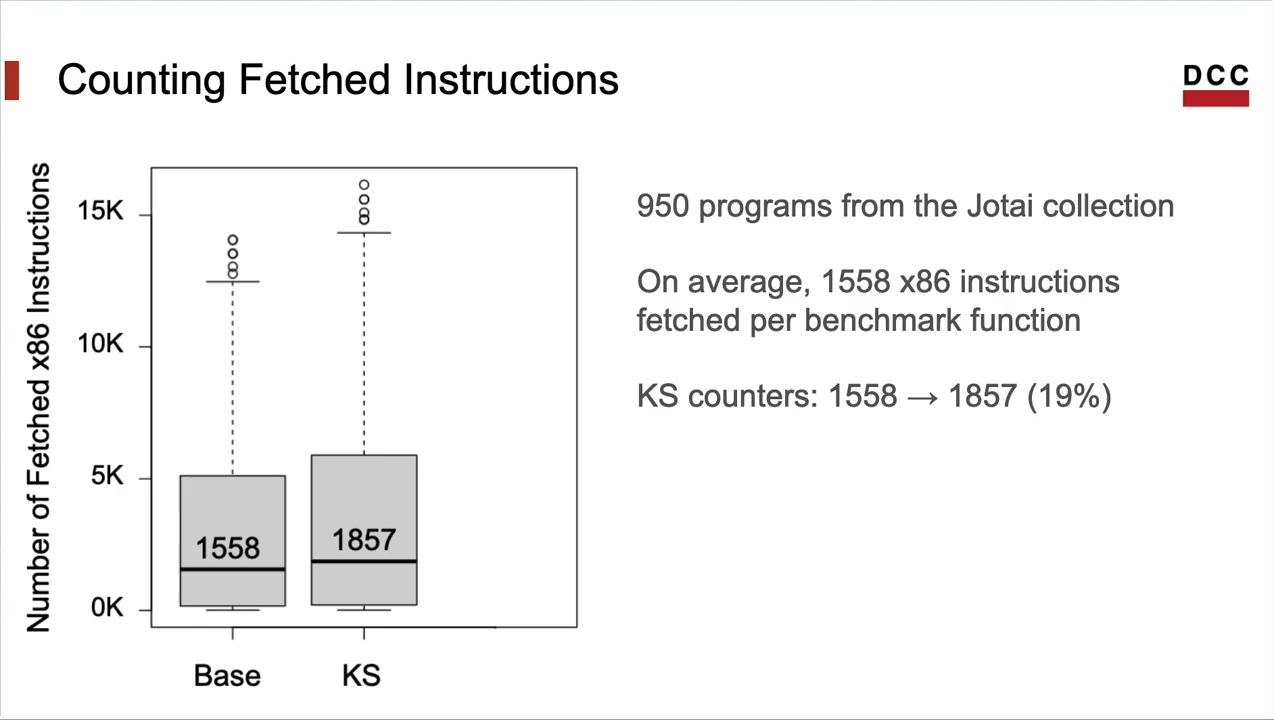 Counting Fetched Instructions
DCC
Number of Fetched x86 Instructions
15K
10K
5K
0K
1558
1857
Base
KS
950 programs from the Jotai collection
On average, 1558 x86 instructions
fetched per benchmark function
KS counters: 1558 → 1857 (19%)